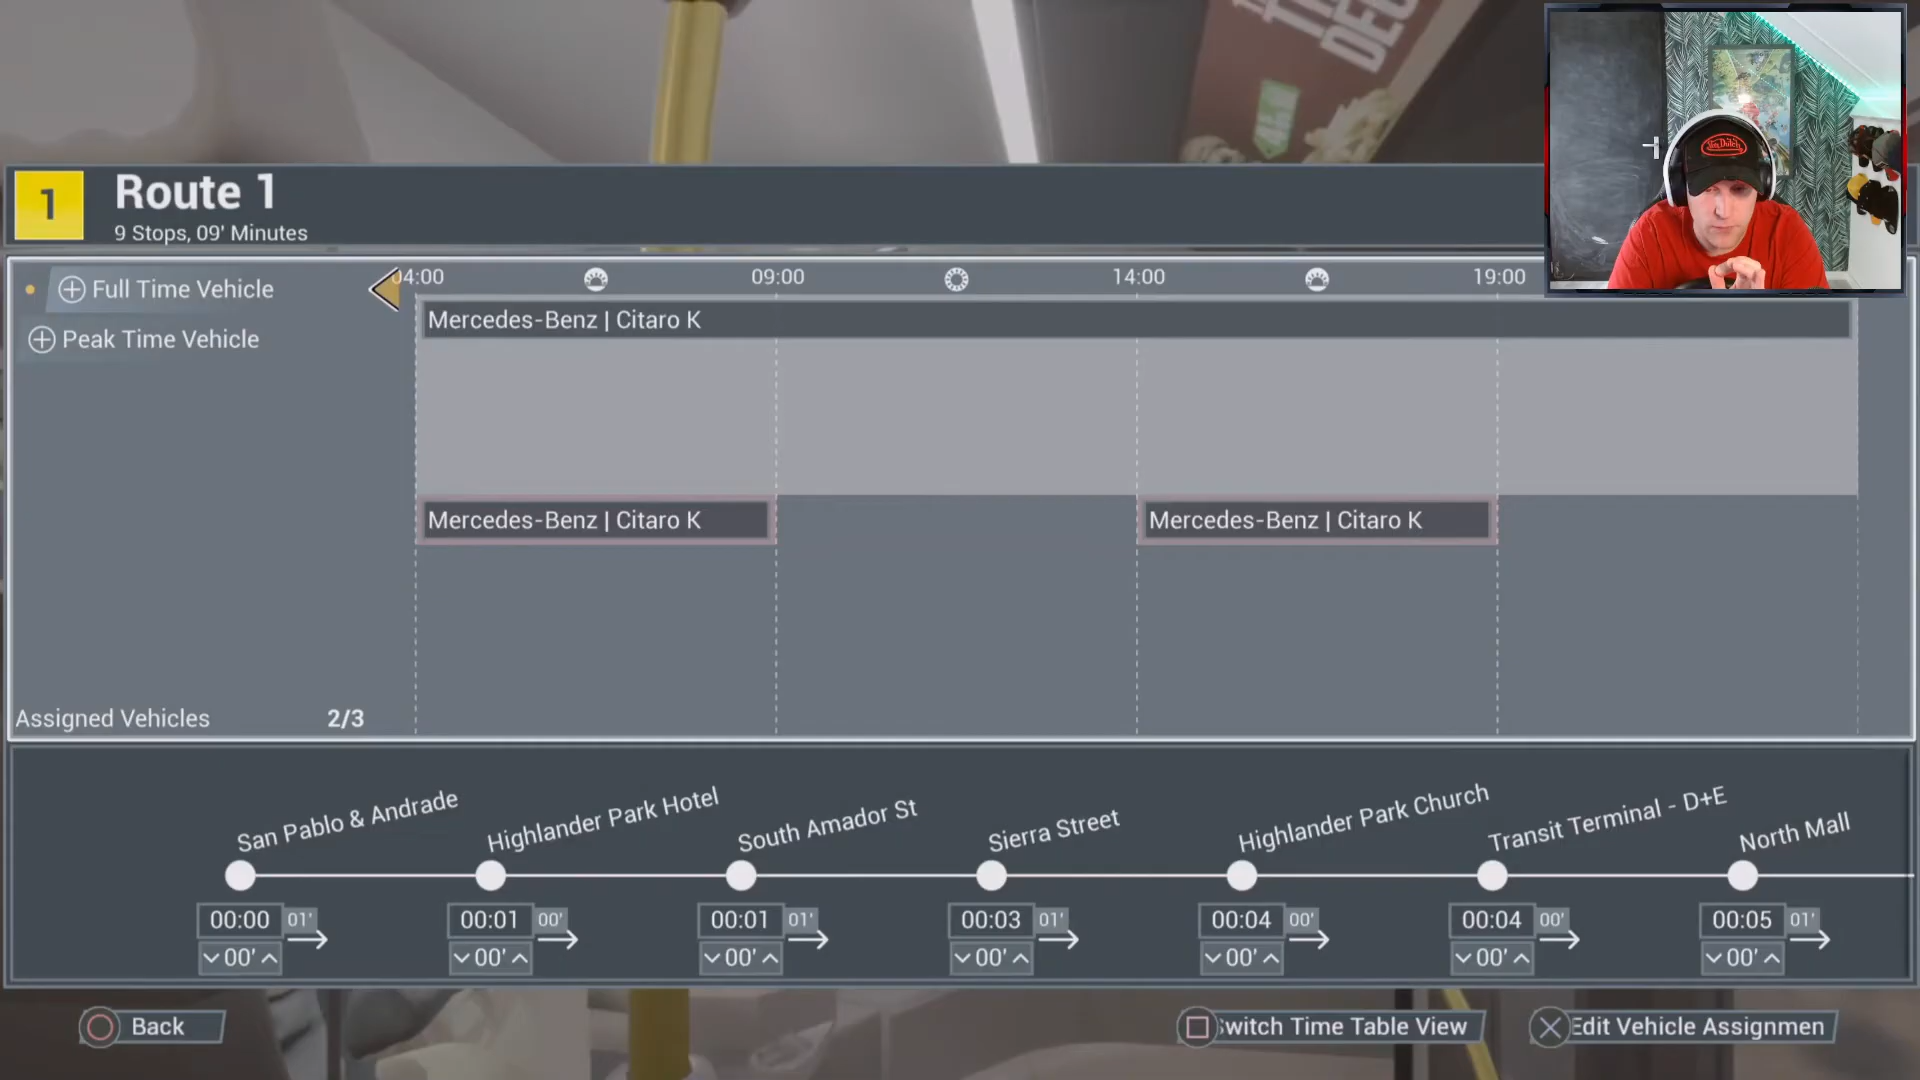 1
Route 1
9 Stops, 09' Minutes
Full Time Vehicle
Peak Time Vehicle
04:00
09:00
14:00
19:00
Mercedes-Benz | Citaro K
Mercedes-Benz | Citaro K
Mercedes-Benz | Citaro K
Assigned Vehicles 2/3
San Pablo & Andrade
Highlander Park Hotel
South Amador St
Sierra Street
Highlander Park Church
Transit Terminal - D+E
North Mall
00:00 01'
00:01 00'
00:01 01'
00:03 01'
00:04 00'
00:04 00'
00:05 01'
00'
00'
00'
00'
00'
00'
00'
Back
Switch Time Table View
Edit Vehicle Assignmen
Von Dutch